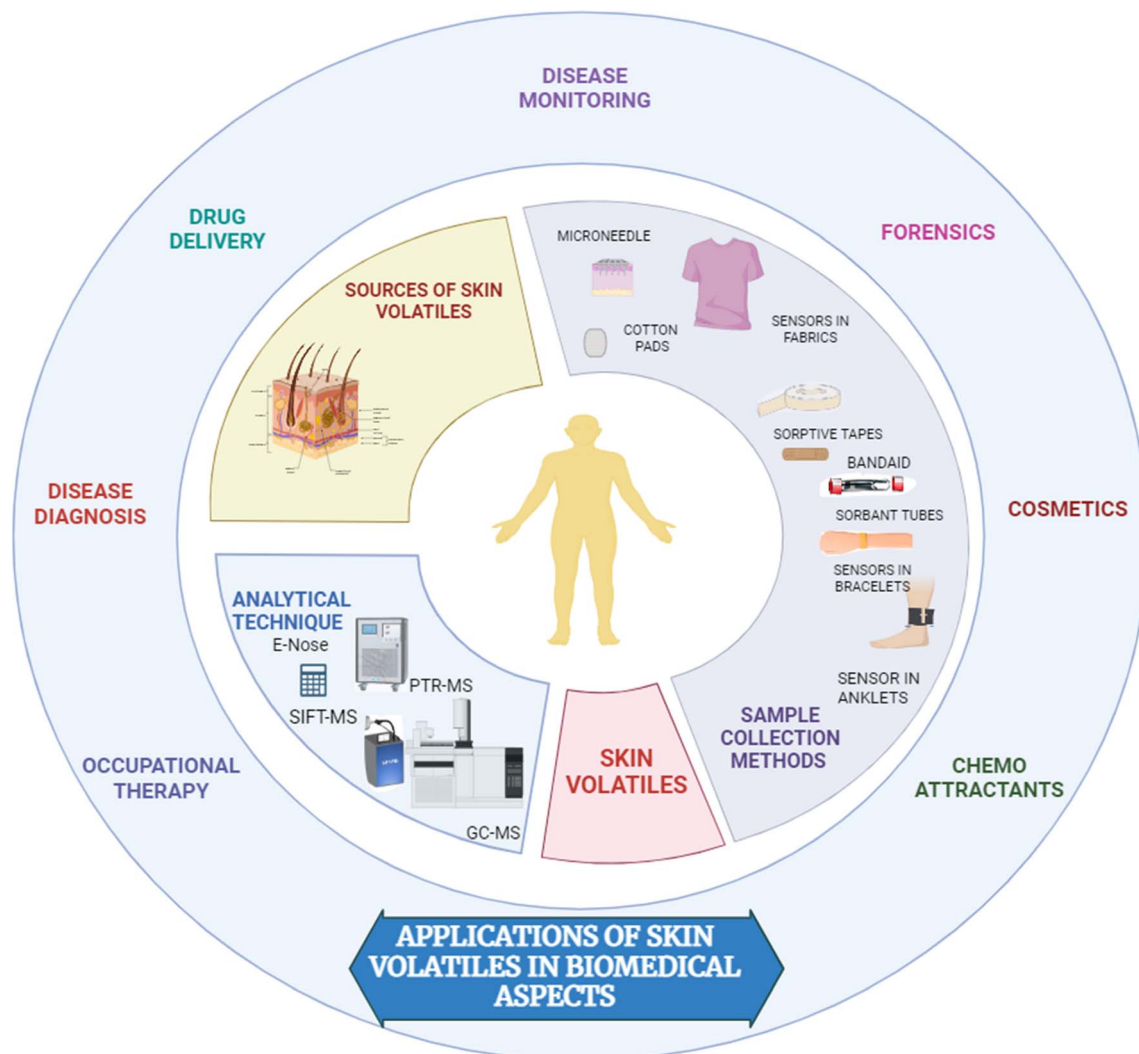 DISEASE
MONITORING
DRUG
DELIVERY
FORENSICS
MICRONEEDLE
SOURCES OF SKIN
VOLATILES
SENSORS IN
FABRICS
COTTON
PADS
SORPTIVE TAPES
BANDAID
DISEASE
DIAGNOSIS
COSMETICS
SORBANT TUBES
SENSORS IN
BRACELETS
ANALYTICAL
TECHNIQUE
E-Nose
PTR-MS
SIFT-MS
GC-MS
SENSOR IN
ANKLETS
SAMPLE
COLLECTION
METHODS
SKIN
VOLATILES
OCCUPATIONAL
THERAPY
CHEMO
ATTRACTANTS
APPLICATIONS OF SKIN
VOLATILES IN BIOMEDICAL
ASPECTS